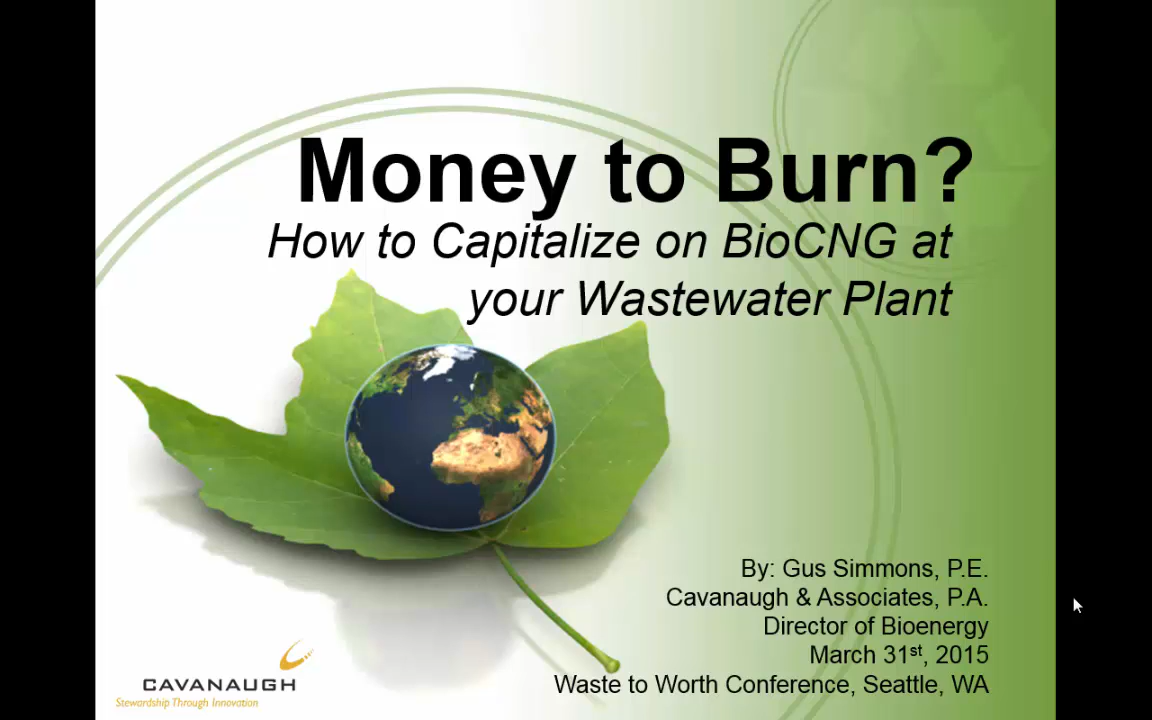 Money to Burn?
How to Capitalize on BioCNG at
your Wastewater Plant
By: Gus Simmons, P.E.
Cavanaugh & Associates, P.A.
Director of Bioenergy
March 31st, 2015
Waste to Worth Conference, Seattle, WA
CAVANAUGH
Stewardship Through Innovation